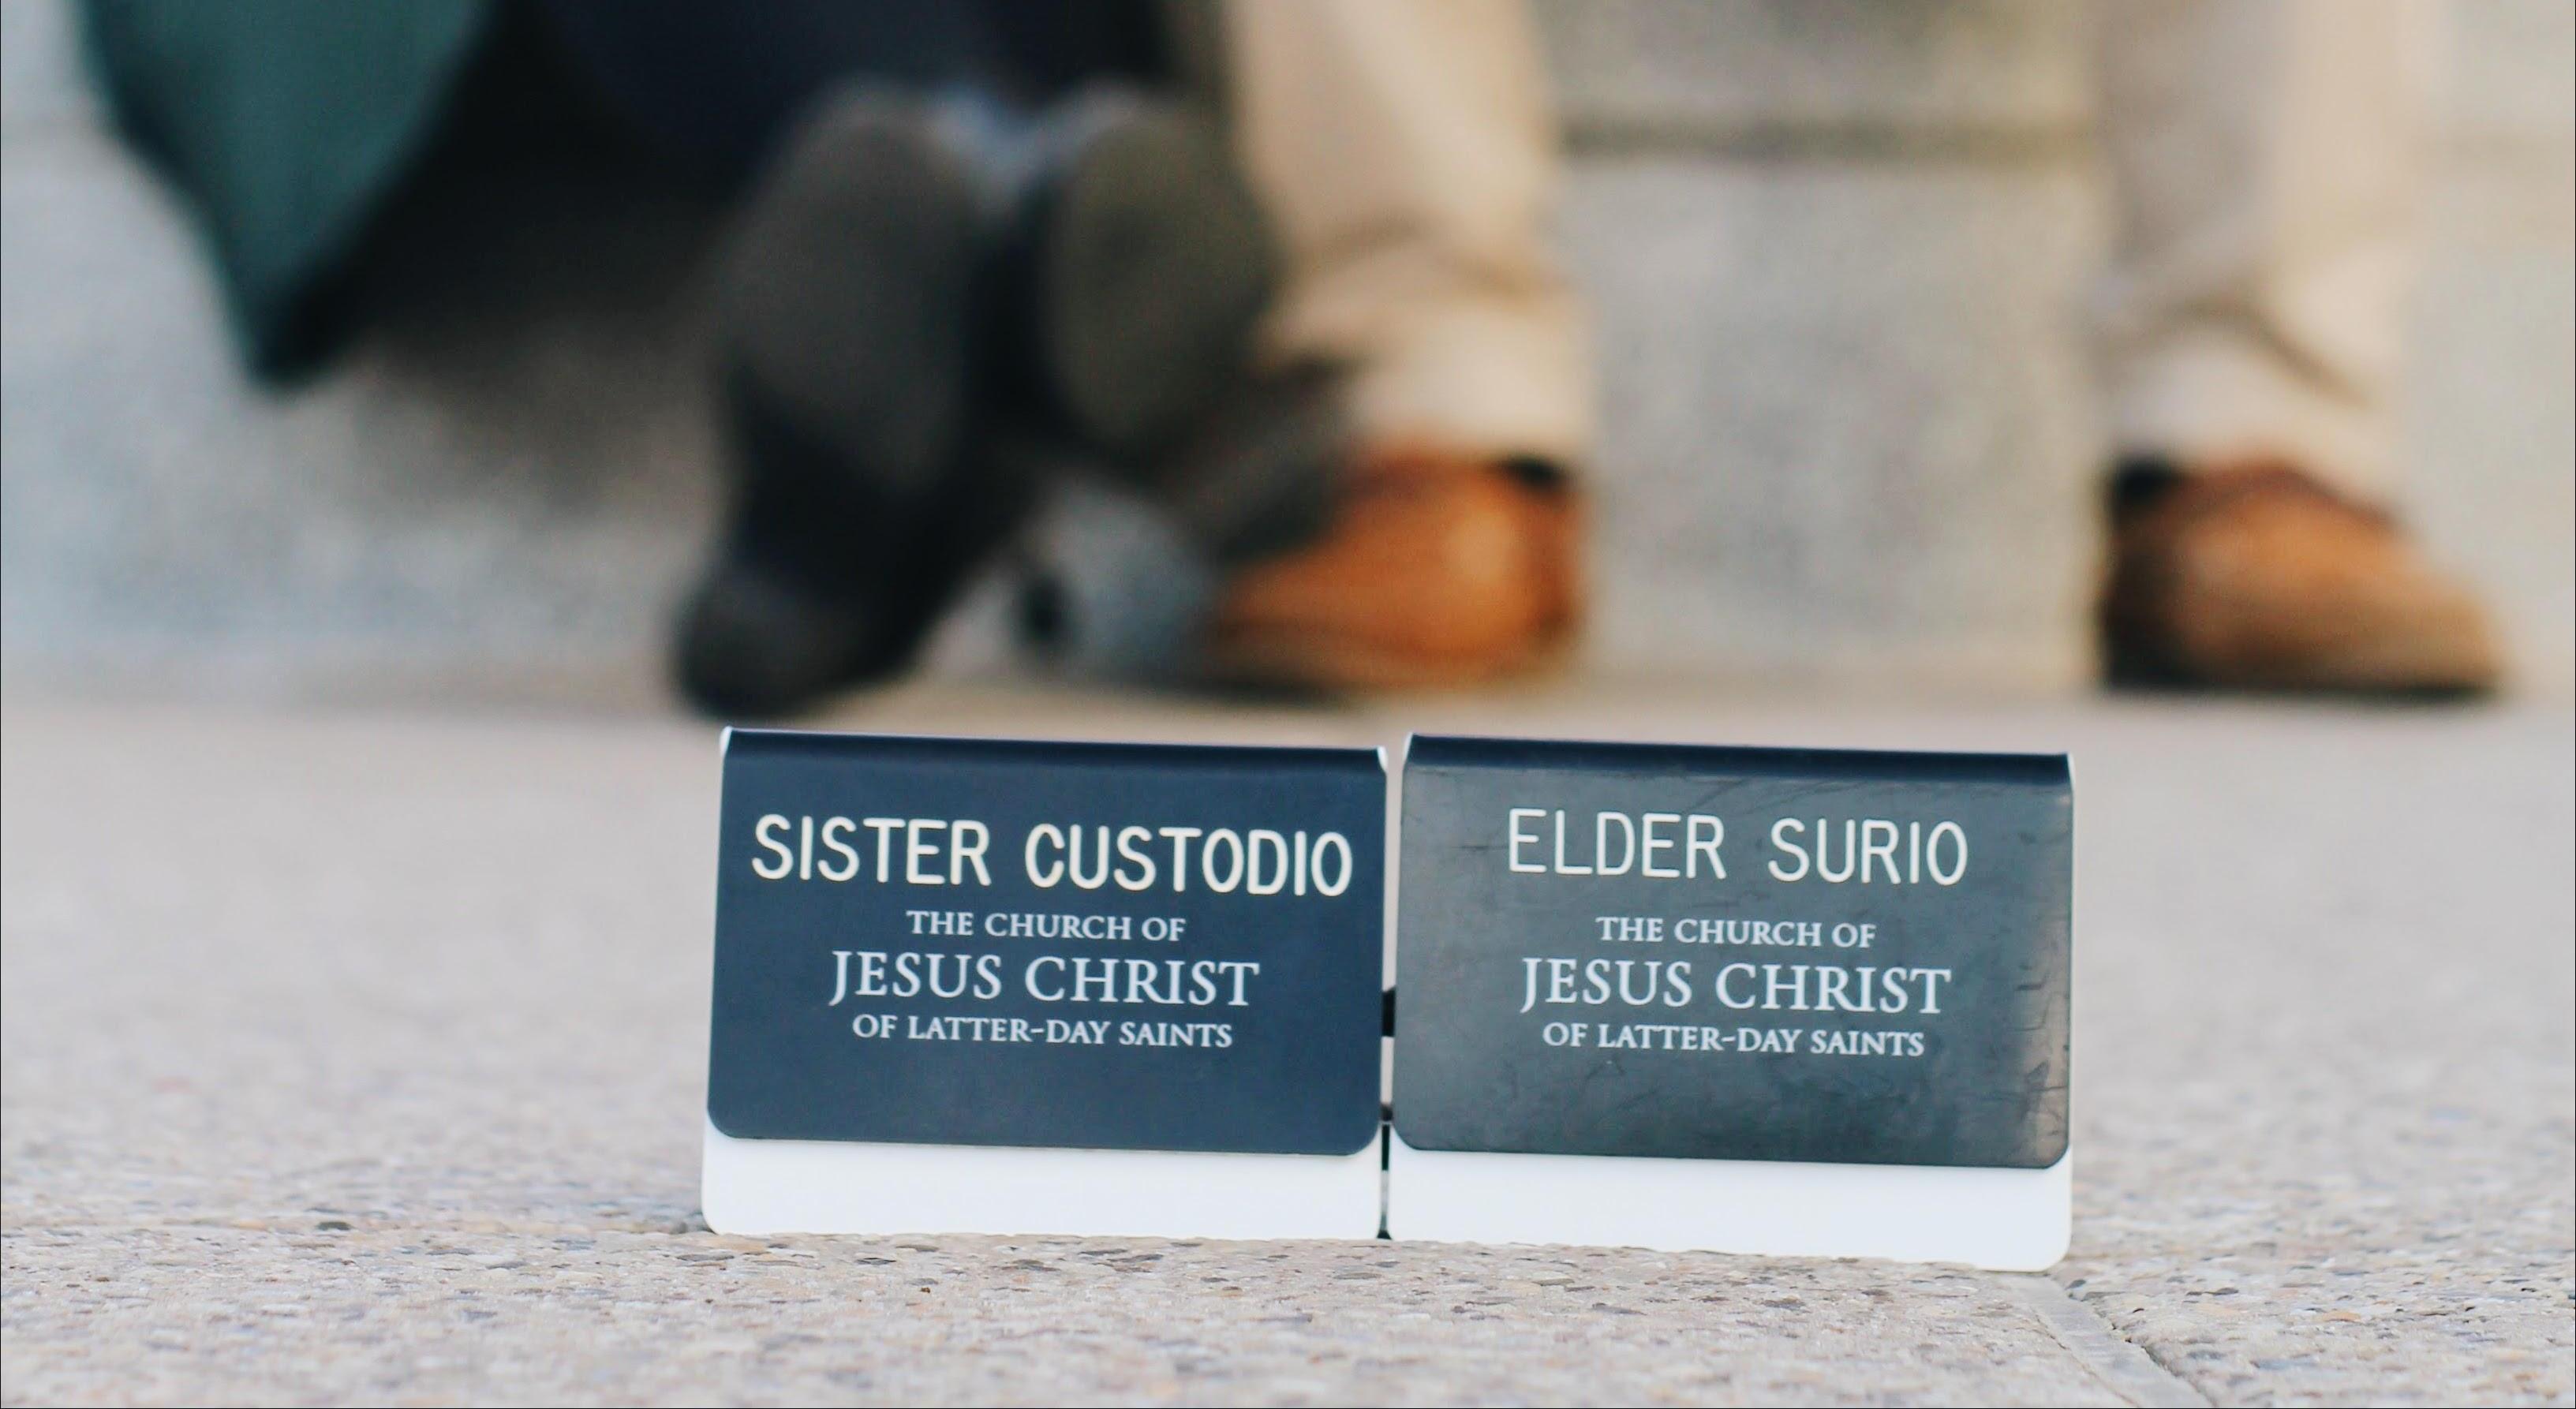 SISTER CUSTODIO
THE CHURCH OF
JESUS CHRIST
OF LATTER-DAY SAINTS
ELDER SURIO
THE CHURCH OF
JESUS CHRIST
OF LATTER-DAY SAINTS